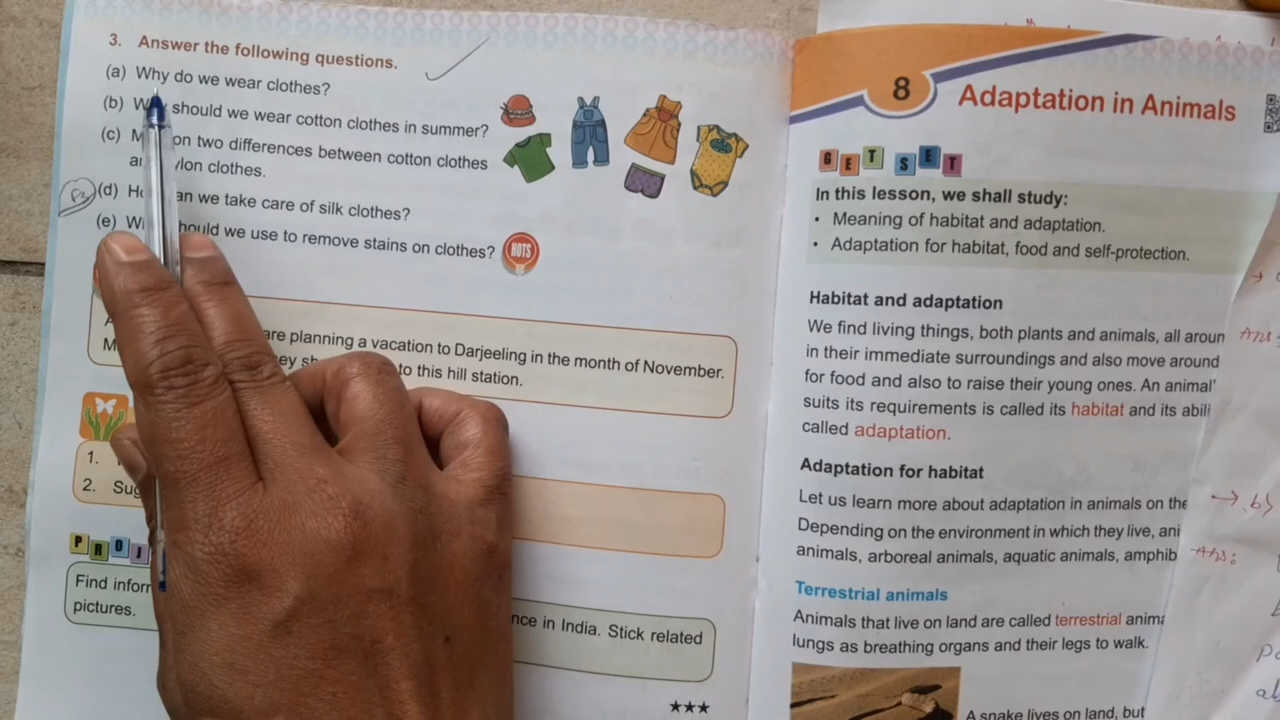 3. Answer the following questions.
(a) Why do we wear clothes?
(b) Why should we wear cotton clothes in summer?
(c) on two differences between cotton clothes
ylon clothes.
(d) an we take care of silk clothes?
(e) hould we use to remove stains on clothes?
HOTS
are planning a vacation to Darjeeling in the month of November.
to this hill station.
1.
2. Sug
PROJ
Find inforn
nce in India. Stick related
pictures.
★★★
8 Adaptation in Animals
GET SET
In this lesson, we shall study:
• Meaning of habitat and adaptation.
• Adaptation for habitat, food and self-protection.
Habitat and adaptation
We find living things, both plants and animals, all aroun
in their immediate surroundings and also move around
for food and also to raise their young ones. An animal'
suits its requirements is called its habitat and its abili
called adaptation.
Adaptation for habitat
Let us learn more about adaptation in animals on the
Depending on the environment in which they live, ani
animals, arboreal animals, aquatic animals, amphib
Terrestrial animals
Animals that live on land are called terrestrial anima
lungs as breathing organs and their legs to walk.
A snake lives on land, but
Ans
→ b)
Ans: